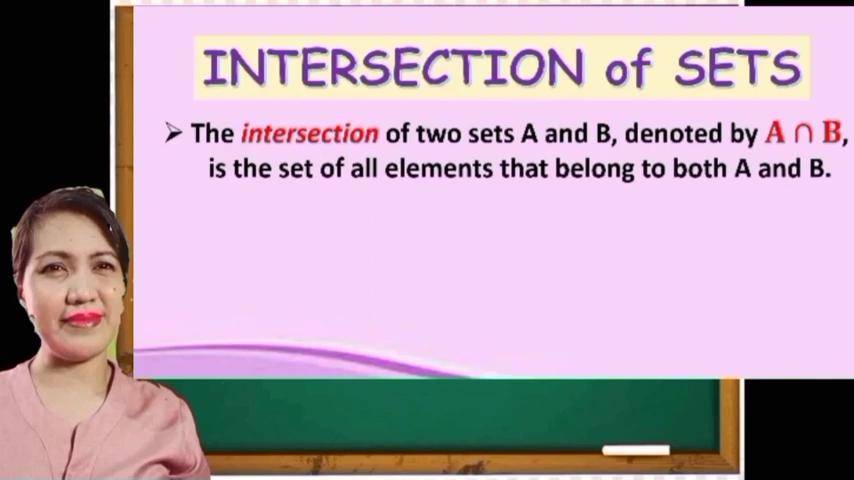 INTERSECTION of SETS
➢ The intersection of two sets A and B, denoted by A ∩ B,
is the set of all elements that belong to both A and B.